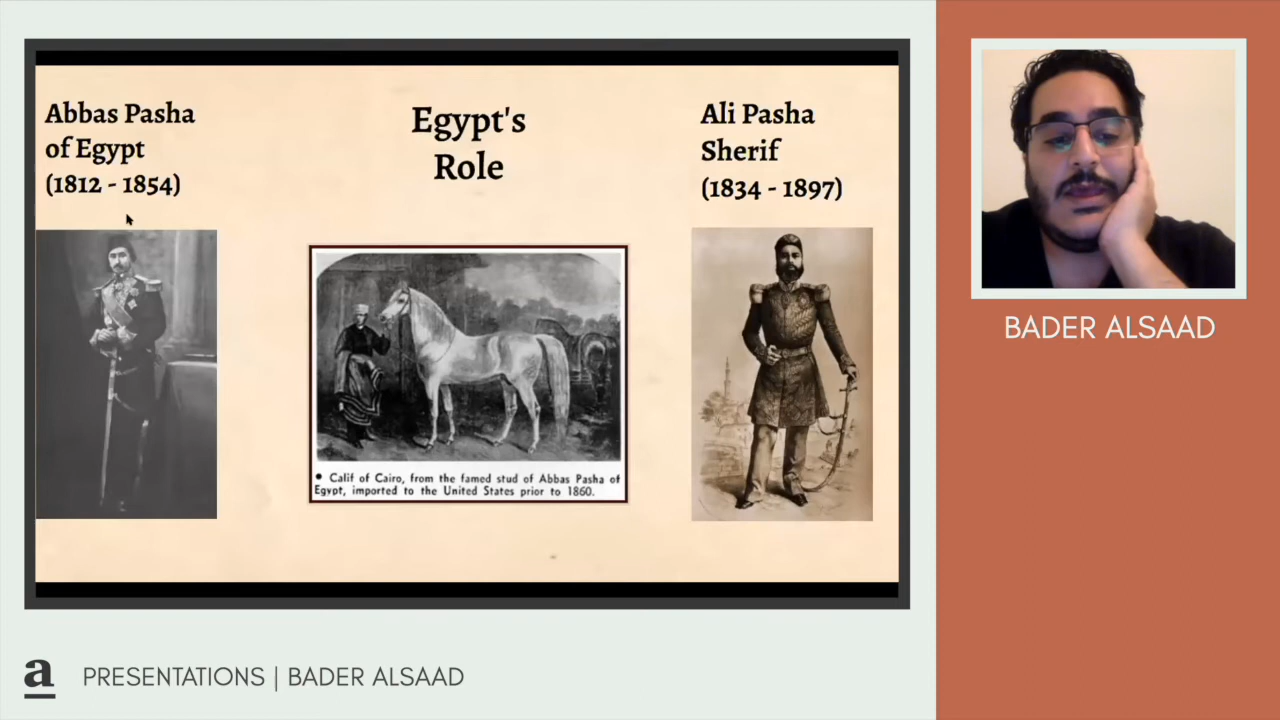 Abbas Pasha
of Egypt
(1812 - 1854)
Egypt's
Role
Ali Pasha
Sherif
(1834 - 1897)
• Calif of Cairo, from the famed stud of Abbas Pasha of
Egypt, imported to the United States prior to 1860.
BADER ALSAAD
a PRESENTATIONS | BADER ALSAAD